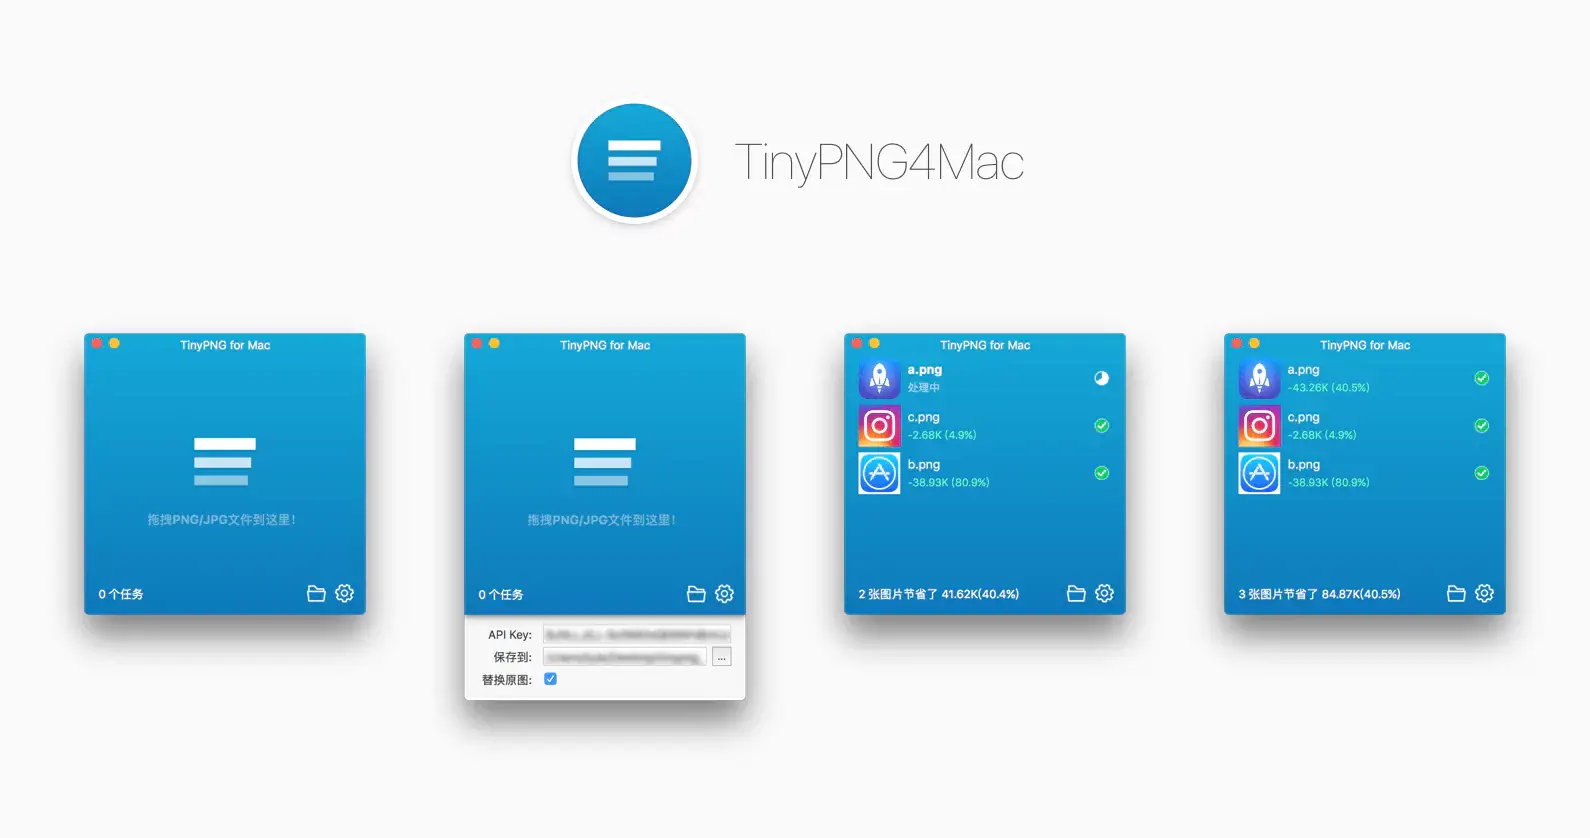 TinyPNG4Mac
TinyPNG for Mac
拖拽PNG/JPG文件到这里!
0 个任务
TinyPNG for Mac
拖拽PNG/JPG文件到这里!
0 个任务
API Key:
保存到:
...
替换原图:
TinyPNG for Mac
a.png
处理中
c.png
-2.68K (4.9%)
b.png
-38.93K (80.9%)
2 张图片节省了 41.62K(40.4%)
TinyPNG for Mac
a.png
-43.26K (40.5%)
c.png
-2.68K (4.9%)
b.png
-38.93K (80.9%)
3 张图片节省了 84.87K(40.5%)